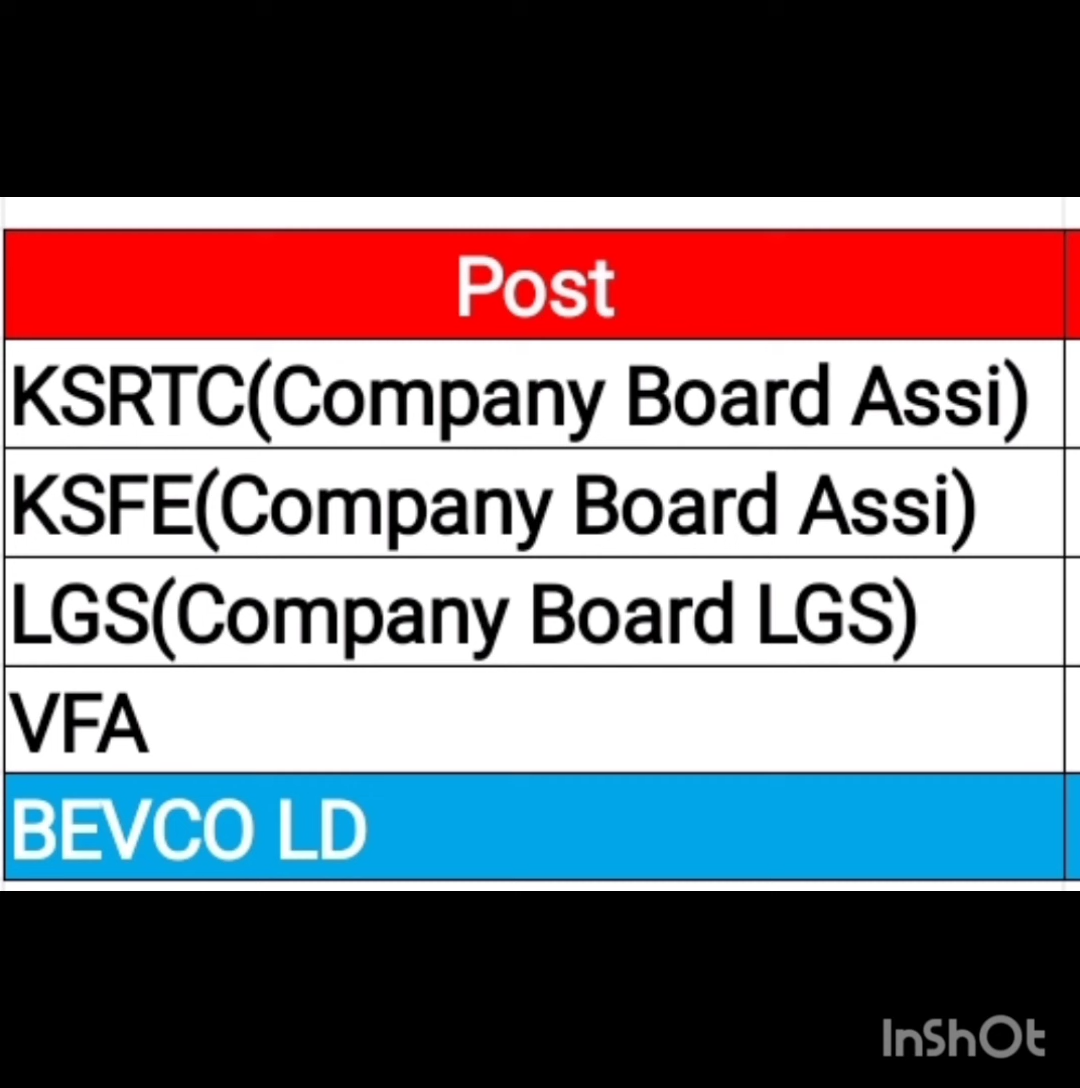 Post
KSRTC(Company Board Assi)
KSFE(Company Board Assi)
LGS(Company Board LGS)
VFA
BEVCO LD
InShOt